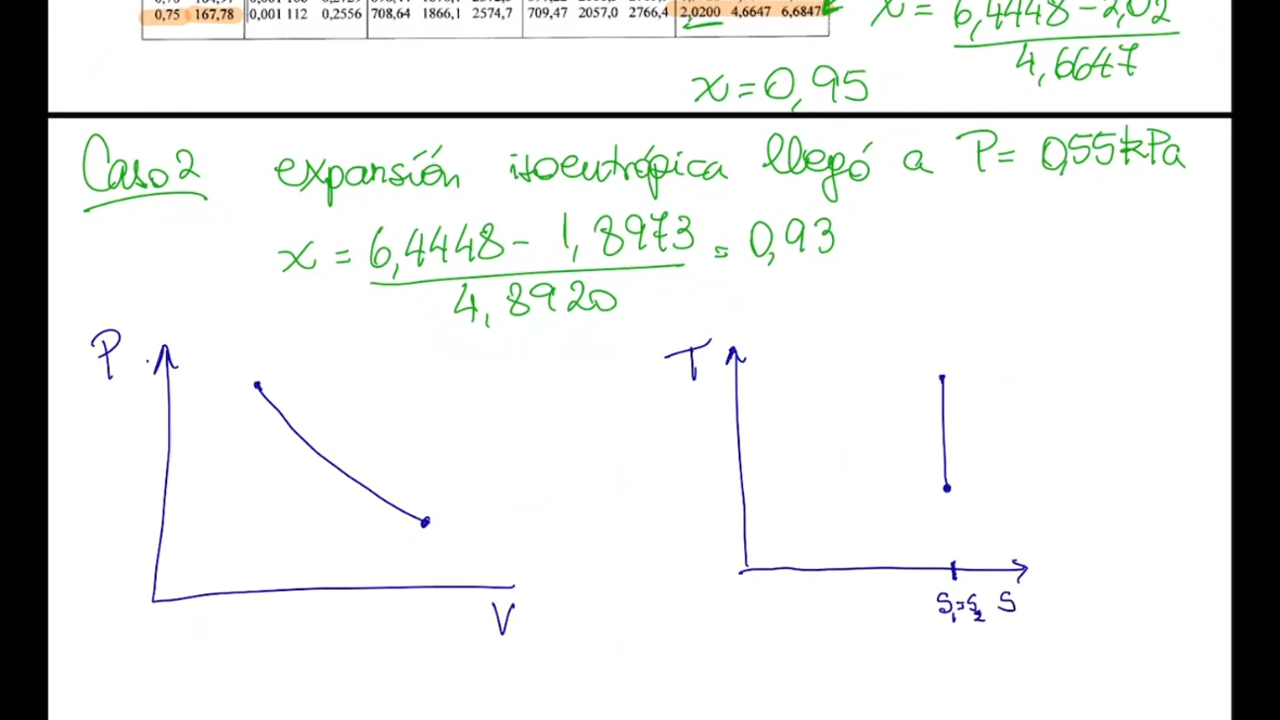 0,75 167,78 0,001 112 0,2556 708,64 1866,1 2574,7 709,47 2057,0 2766,4 2,0200 4,6647 6,6847
x = 6,4448 - 2,02
4,6647
x = 0,95
Caso 2 expansión isoentrópica llegó a P = 0,55 kPa
x = 6,4448 - 1,8973 = 0,93
4,8920
P T
S₁=S₂ S
V